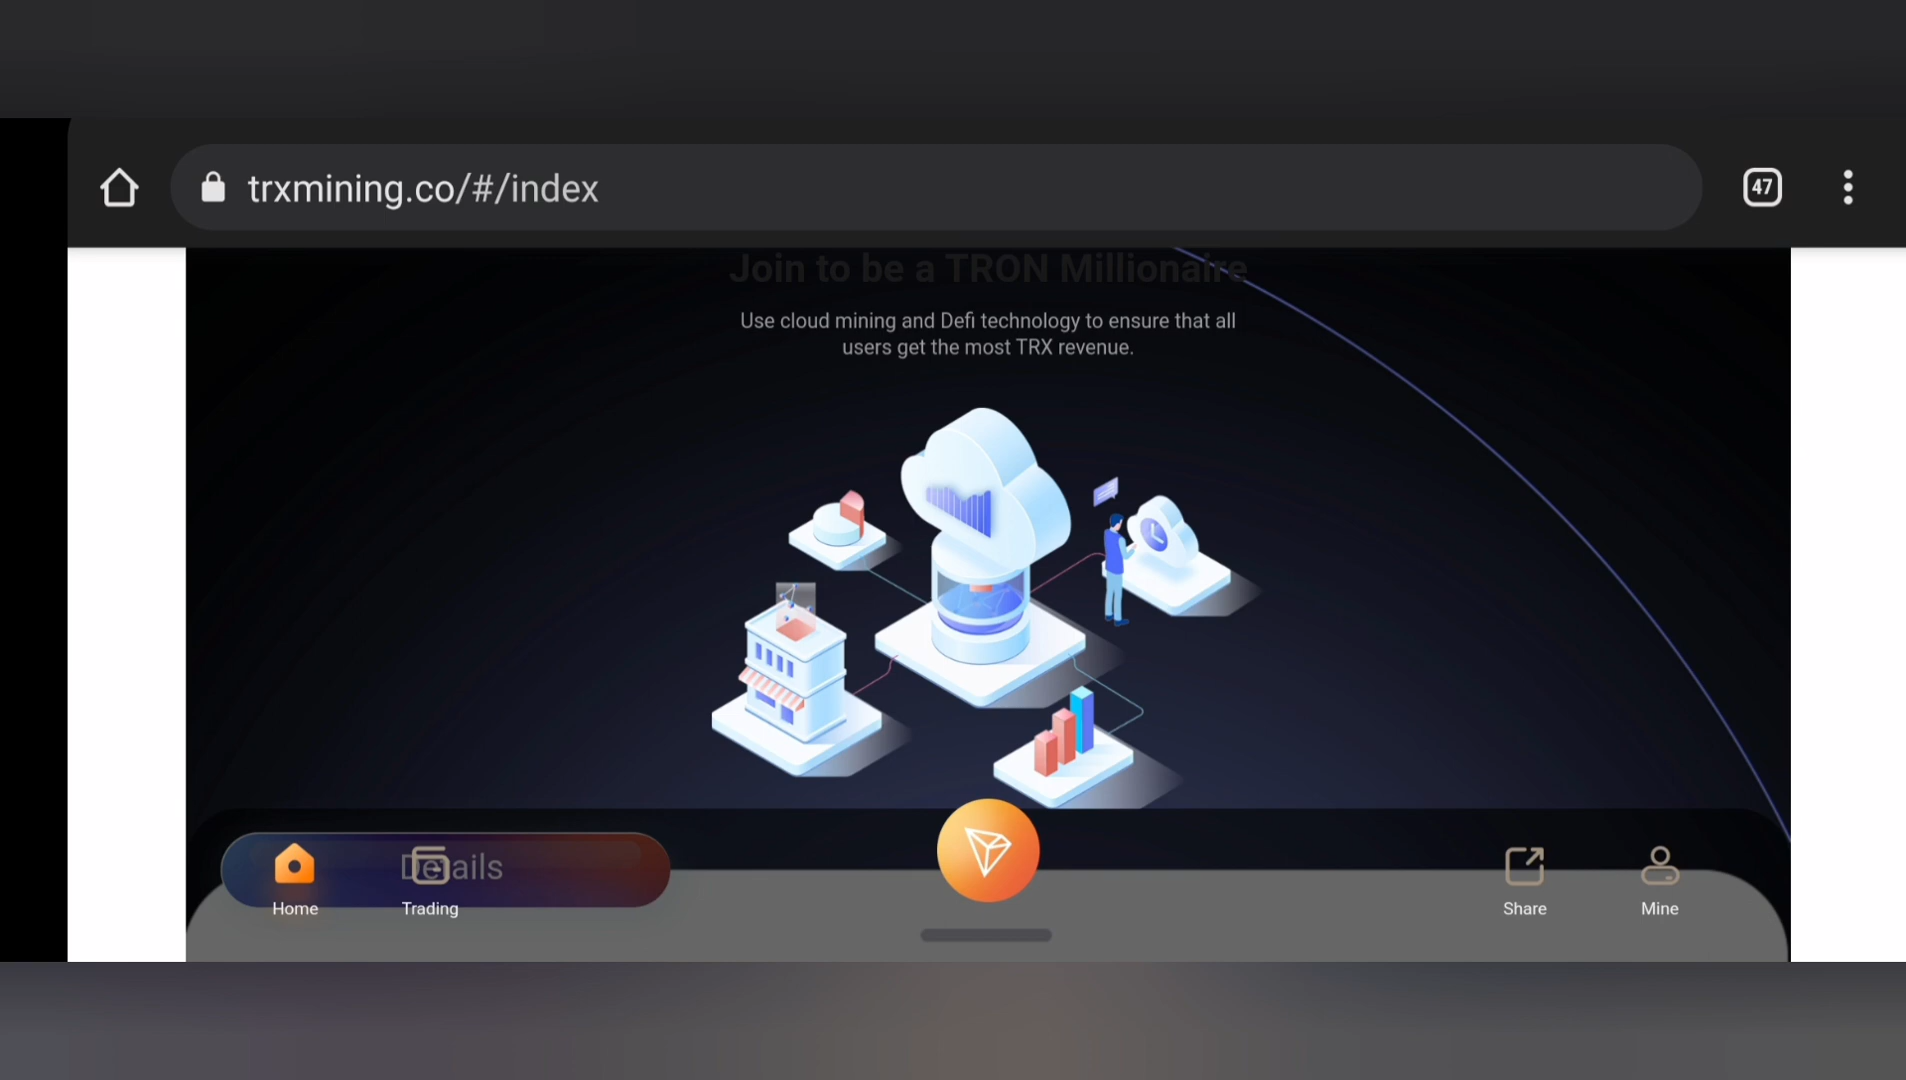 trxmining.co/#/index
47
Join to be a TRON Millionaire
Use cloud mining and Defi technology to ensure that all
users get the most TRX revenue.
Details
Home
Trading
Share
Mine